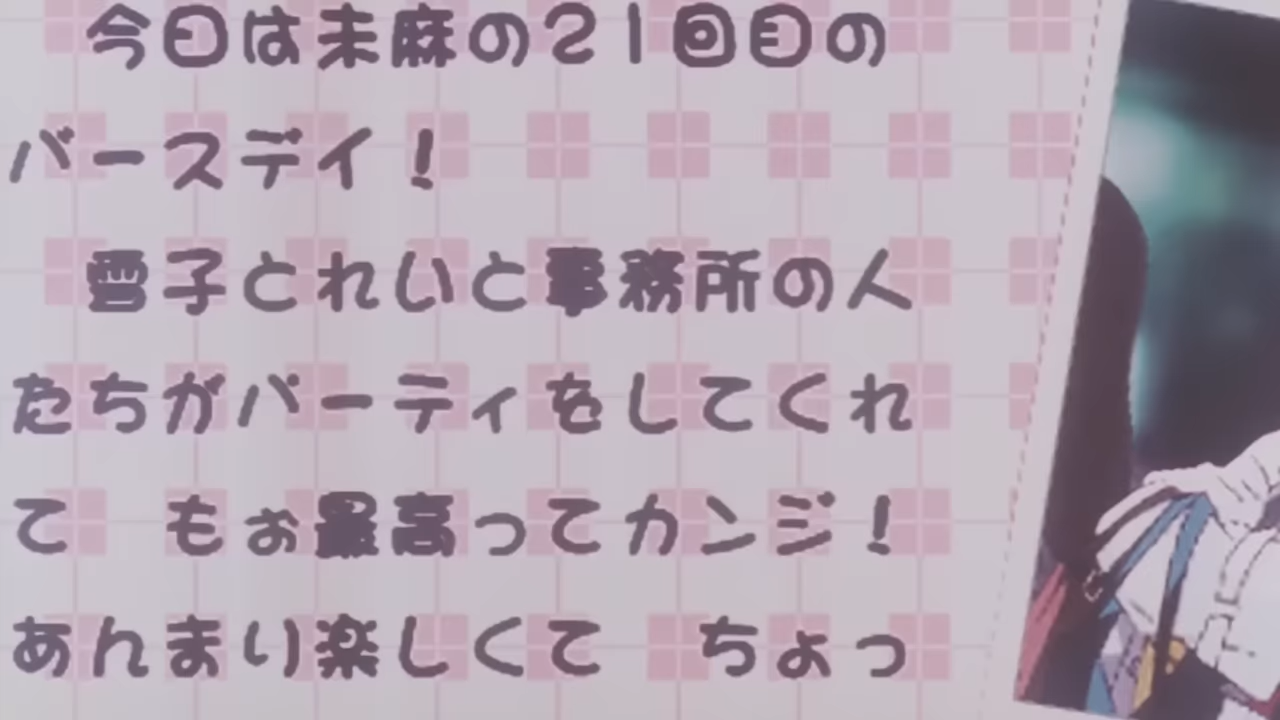 今日は未麻の21回目の
バースデイ！
雪子とれいと事務所の人
たちがパーティをしてくれ
て　もぉ最高ってカンジ！
あんまり楽しくて　ちょっ